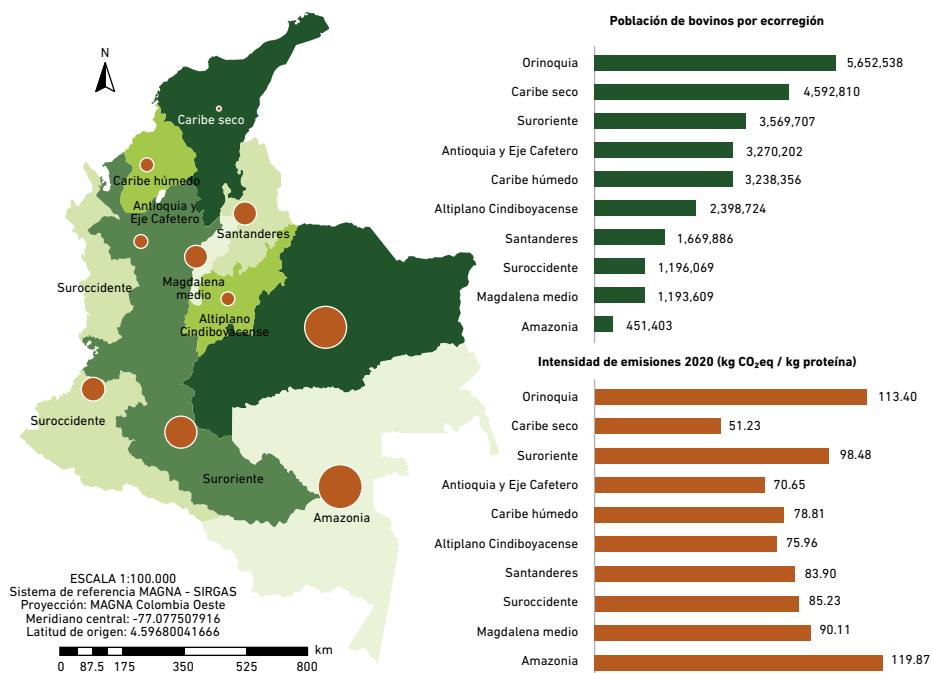 N
Caribe seco
Caribe húmedo
Antioquia y
Eje Cafetero
Santanderes
Suroccidente
Magdalena
medio
Altiplano
Cindiboyacense
Suroccidente
Suroriente
Amazonia
ESCALA 1:100.000
Sistema de referencia MAGNA - SIRGAS
Proyección: MAGNA Colombia Oeste
Meridiano central: -77.077507916
Latitud de origen: 4.59680041666
km
0 87.5 175 350 525 800
Población de bovinos por ecorregión
Orinoquia 5,652,538
Caribe seco 4,592,810
Suroriente 3,569,707
Antioquia y Eje Cafetero 3,270,202
Caribe húmedo 3,238,356
Altiplano Cindiboyacense 2,398,724
Santanderes 1,669,886
Suroccidente 1,196,069
Magdalena medio 1,193,609
Amazonia 451,403
Intensidad de emisiones 2020 (kg CO₂eq / kg proteína)
Orinoquia 113.40
Caribe seco 51.23
Suroriente 98.48
Antioquia y Eje Cafetero 70.65
Caribe húmedo 78.81
Altiplano Cindiboyacense 75.96
Santanderes 83.90
Suroccidente 85.23
Magdalena medio 90.11
Amazonia 119.87